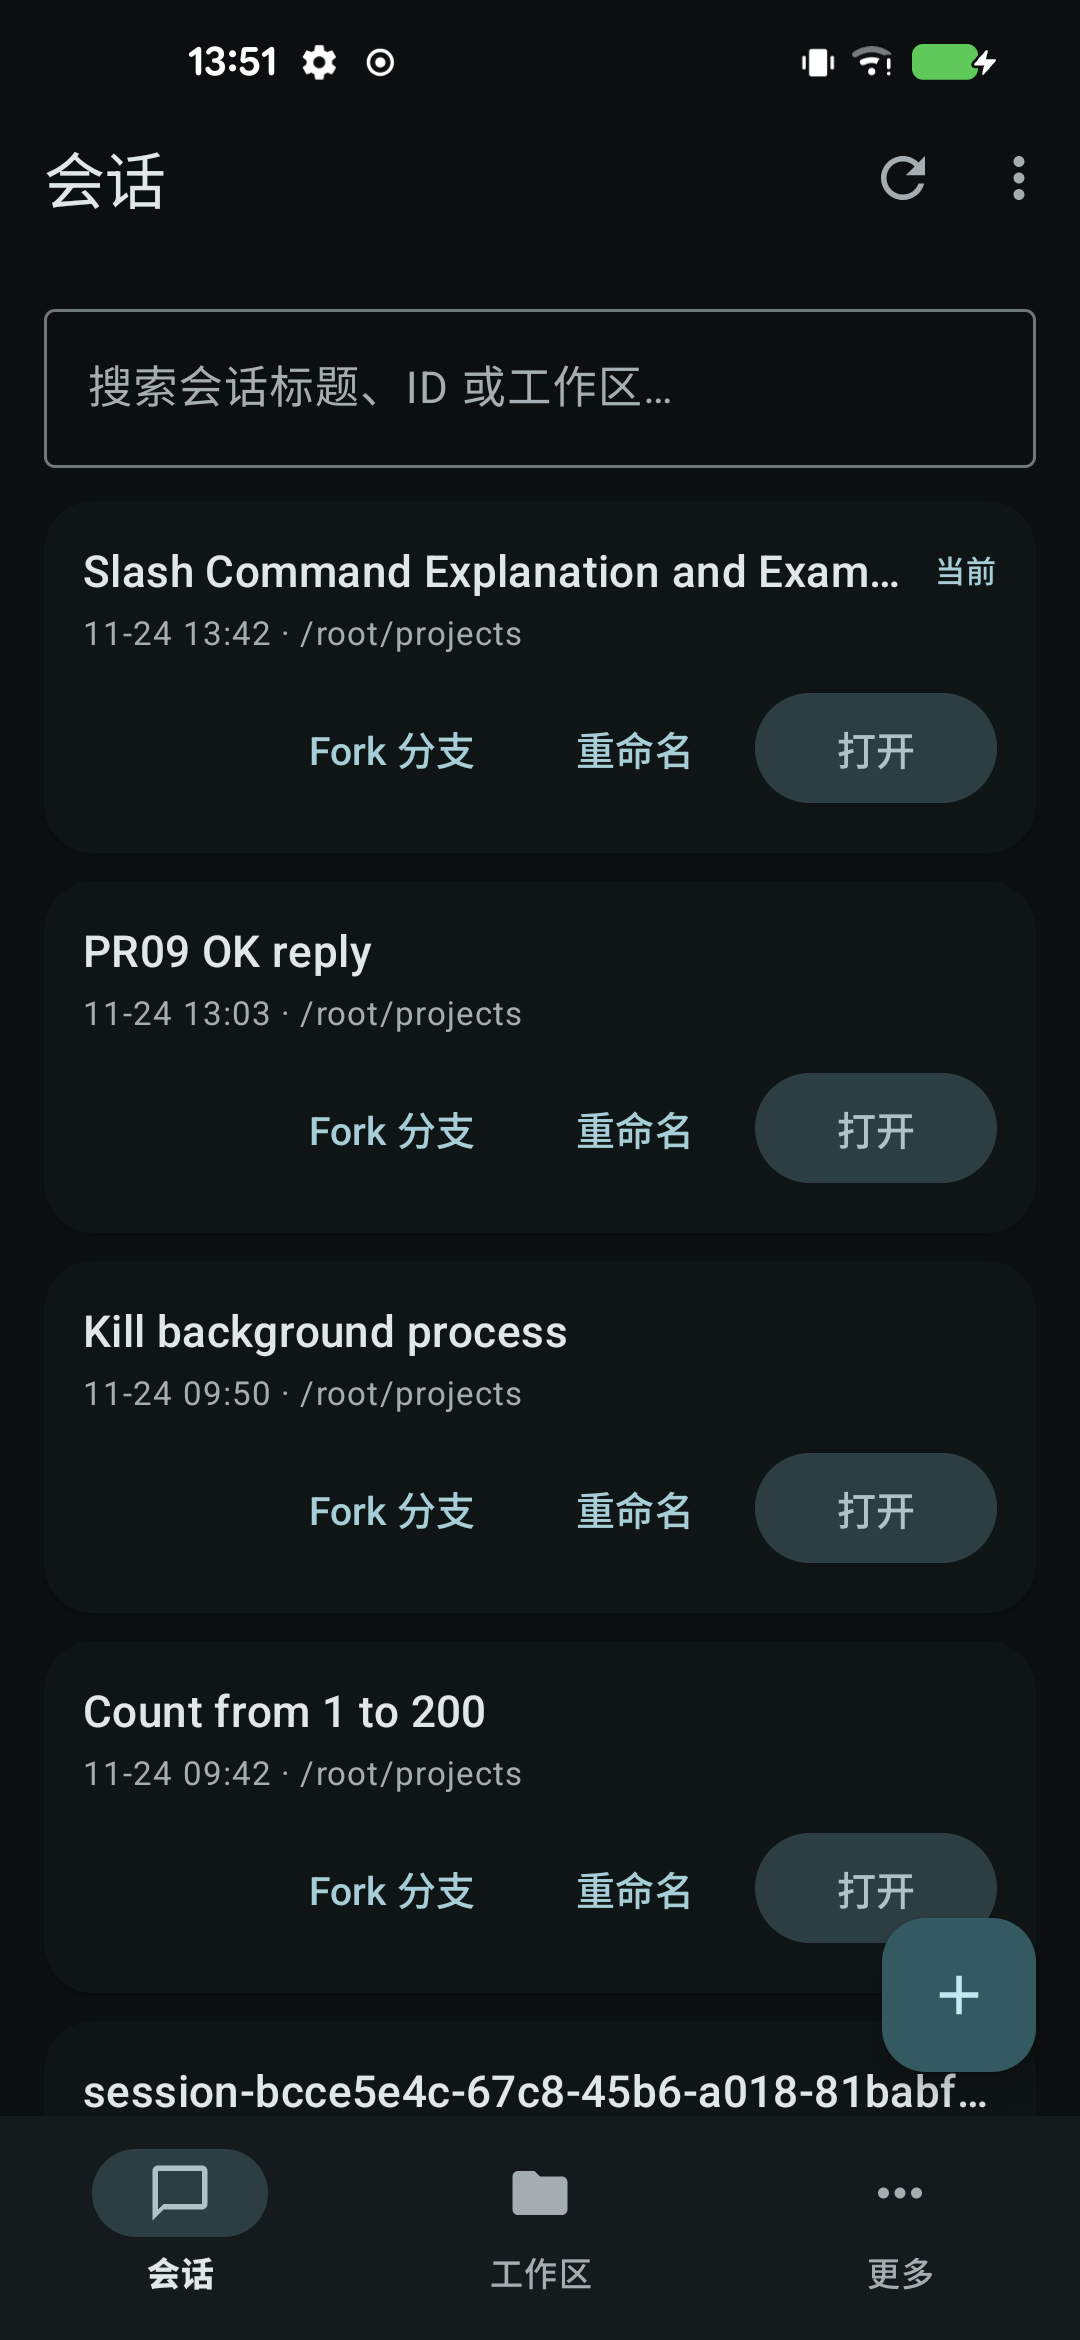 13:51
会话
搜索会话标题、ID 或工作区…
Slash Command Explanation and Exam… 当前
11-24 13:42 · /root/projects
Fork 分支 重命名 打开
PR09 OK reply
11-24 13:03 · /root/projects
Fork 分支 重命名 打开
Kill background process
11-24 09:50 · /root/projects
Fork 分支 重命名 打开
Count from 1 to 200
11-24 09:42 · /root/projects
Fork 分支 重命名 打开
session-bcce5e4c-67c8-45b6-a018-81babf…
会话 工作区 更多